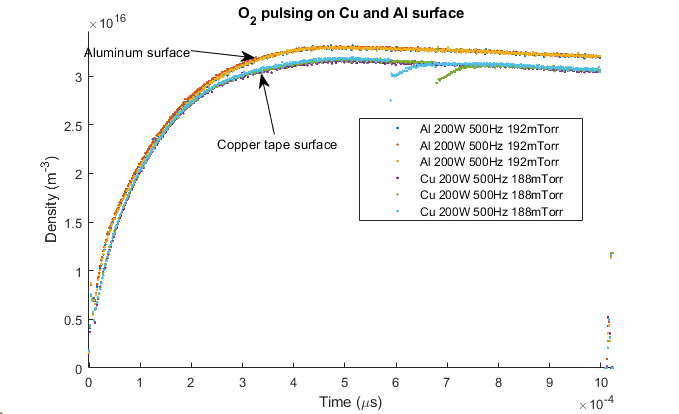 O2 pulsing on Cu and Al surface
×10^16
Aluminum surface
Copper tape surface
Al 200W 500Hz 192mTorr
Al 200W 500Hz 192mTorr
Al 200W 500Hz 192mTorr
Cu 200W 500Hz 188mTorr
Cu 200W 500Hz 188mTorr
Cu 200W 500Hz 188mTorr
Density (m^-3)
3
2.5
2
1.5
1
0.5
0
0 1 2 3 4 5 6 7 8 9 10
Time (μs)
×10^-4